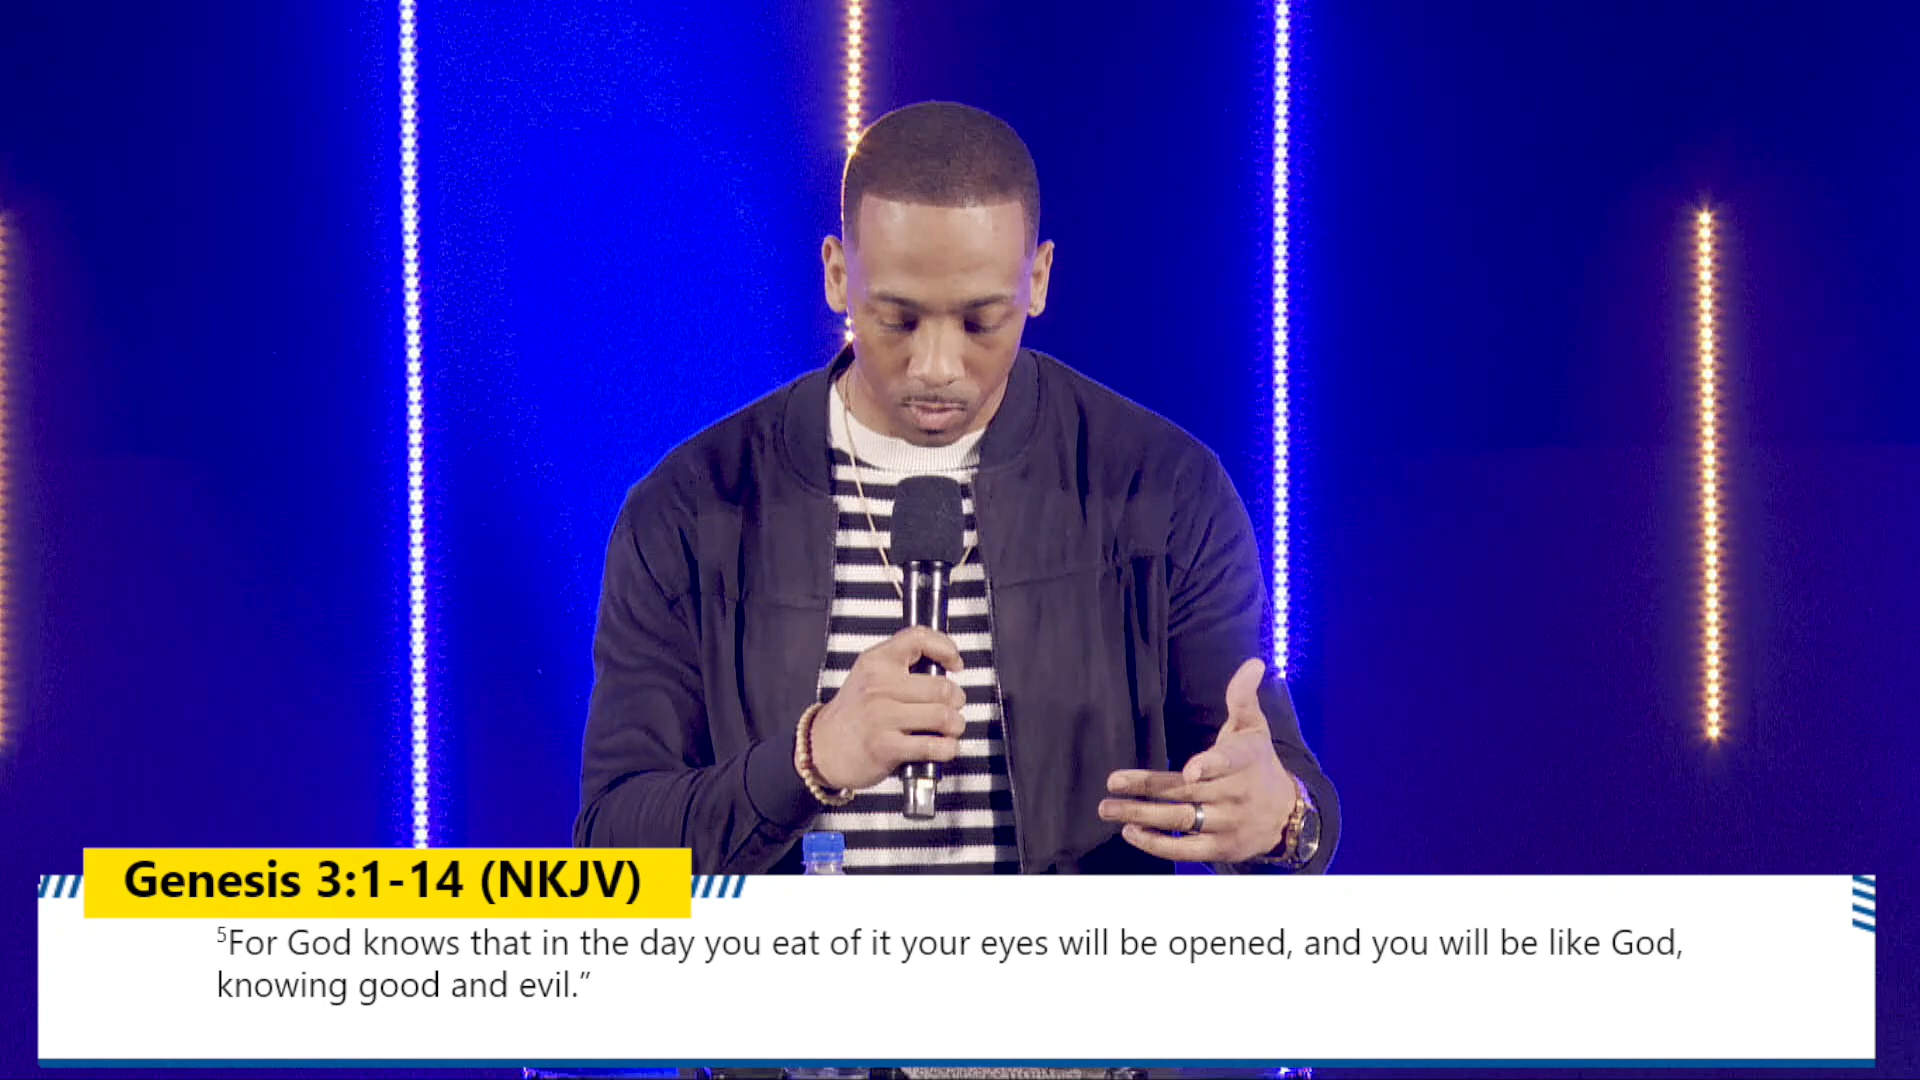 Genesis 3:1-14 (NKJV)
⁵For God knows that in the day you eat of it your eyes will be opened, and you will be like God,
knowing good and evil.”